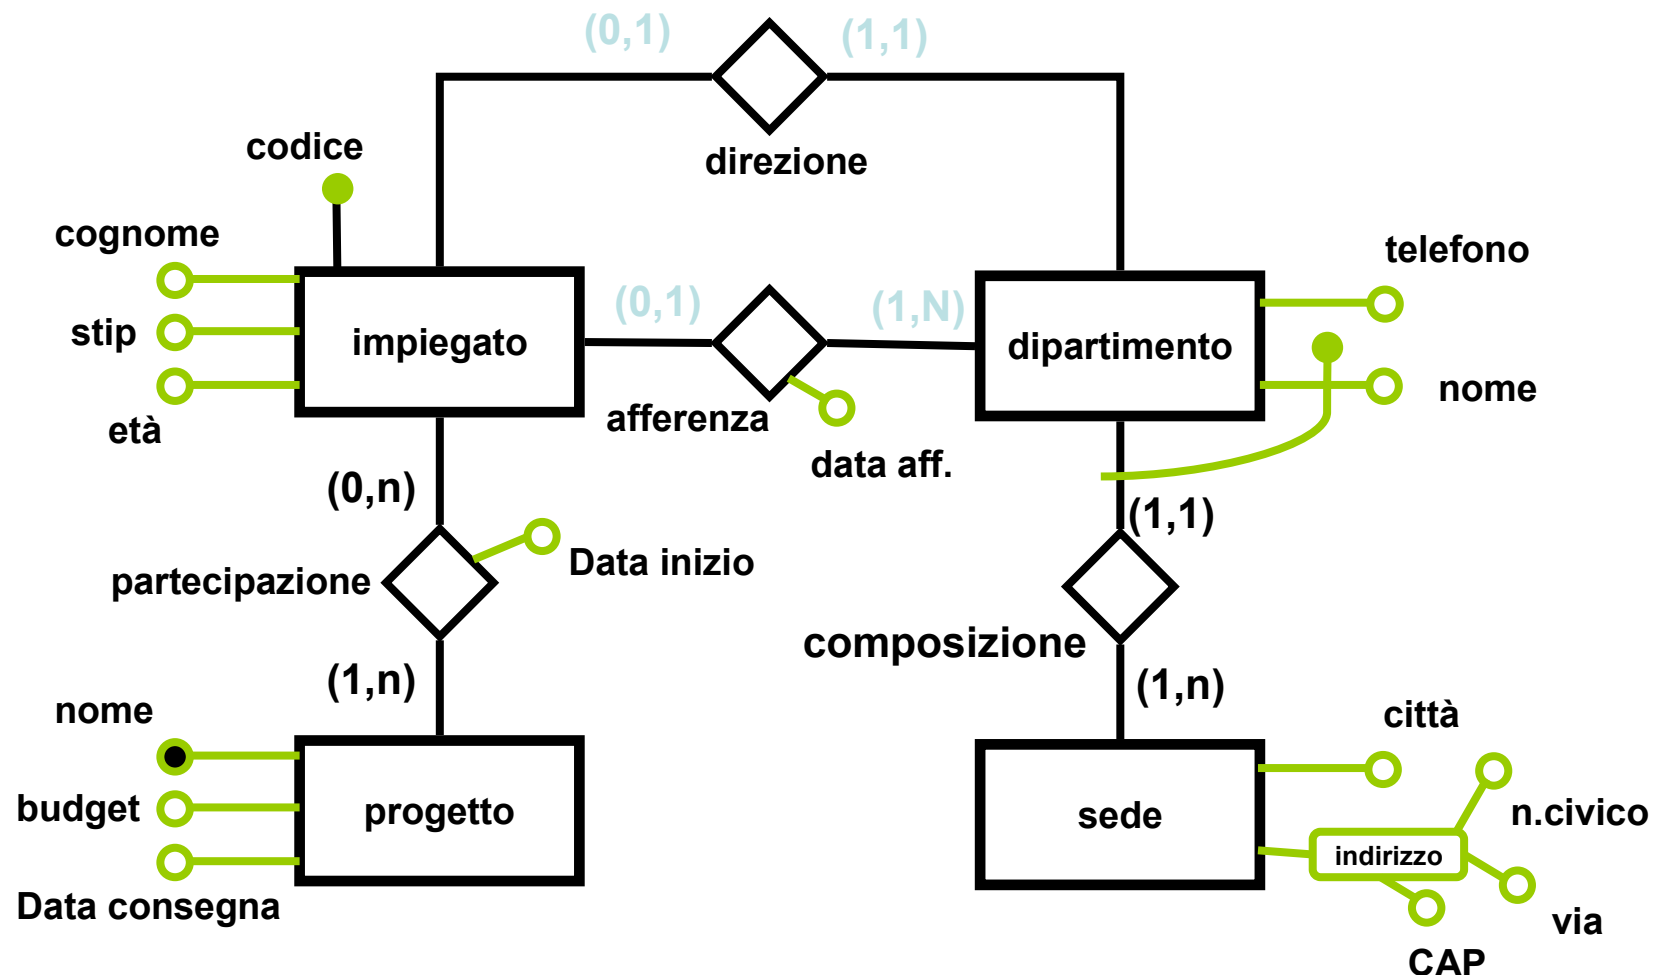 (0,1)
(1,1)
codice
direzione
cognome
telefono
stip
impiegato
(0,1)
(1,N)
dipartimento
nome
età
afferenza
data aff.
(0,n)
(1,1)
partecipazione
Data inizio
composizione
(1,n)
(1,n)
nome
città
budget
progetto
sede
n.civico
indirizzo
Data consegna
via
CAP